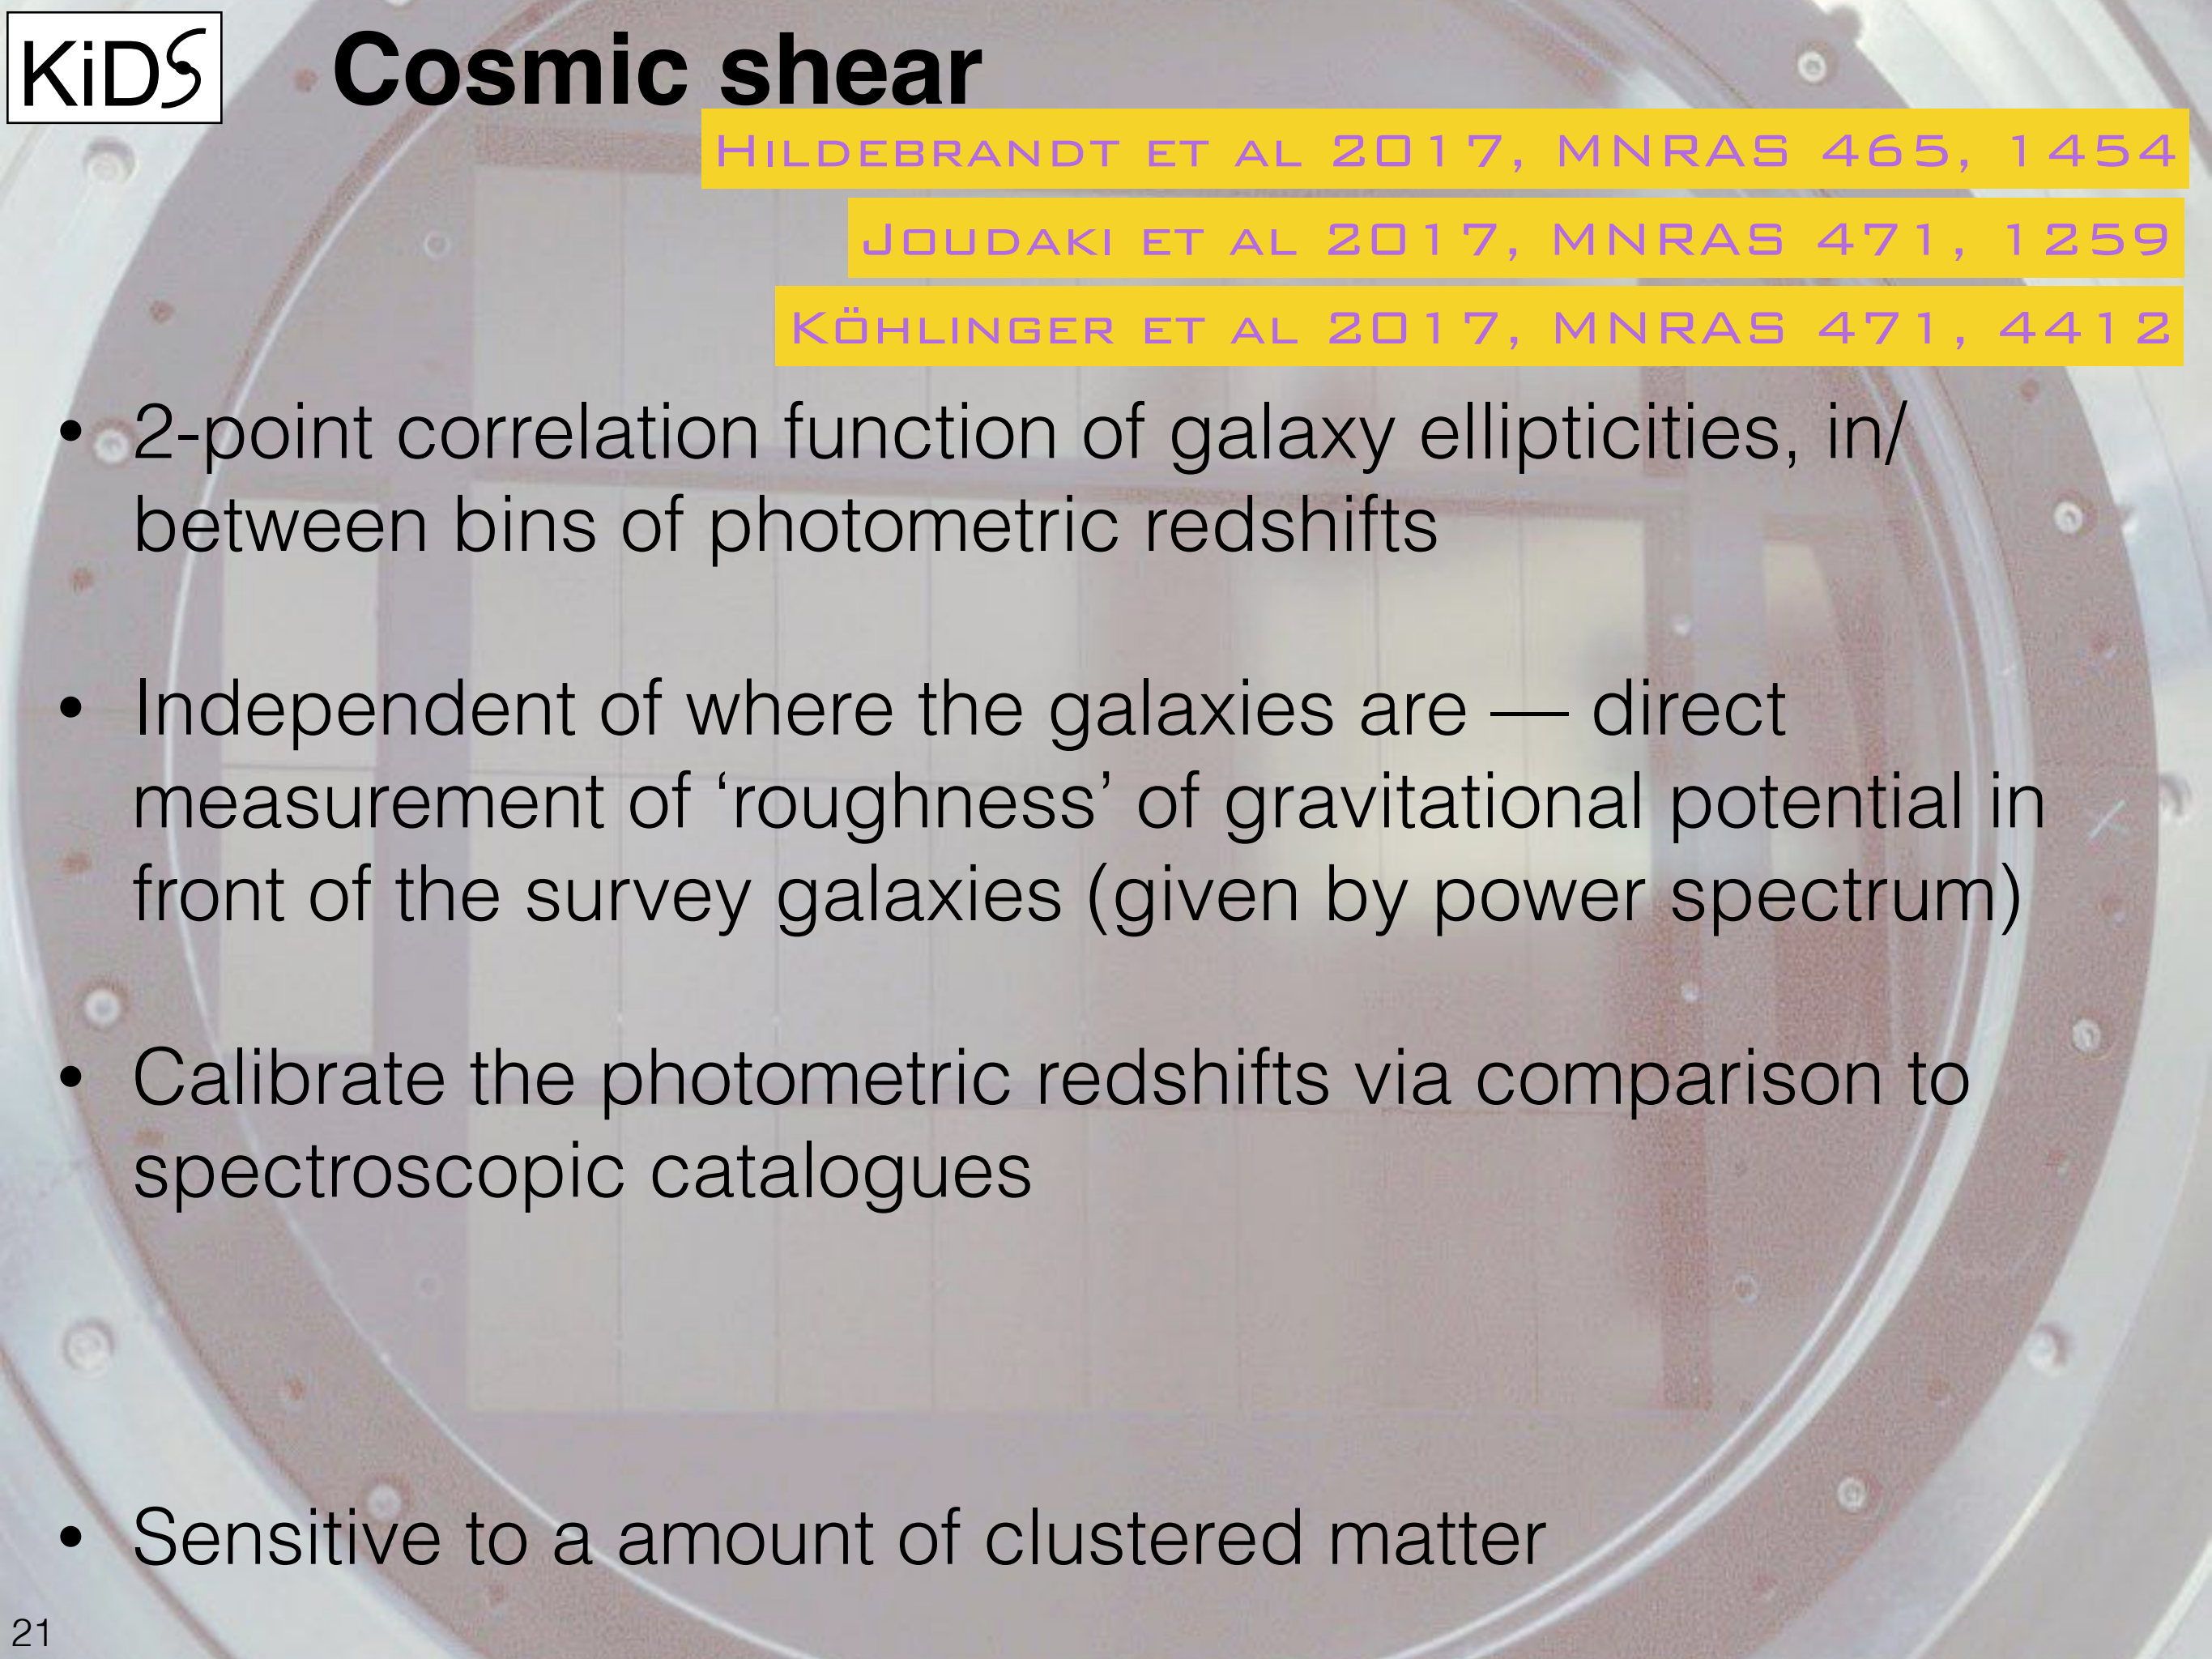 KiDS
Cosmic shear
Hildebrandt et al 2017, MNRAS 465, 1454
Joudaki et al 2017, MNRAS 471, 1259
Köhlinger et al 2017, MNRAS 471, 4412
• 2-point correlation function of galaxy ellipticities, in/
between bins of photometric redshifts
• Independent of where the galaxies are — direct
measurement of ‘roughness’ of gravitational potential in
front of the survey galaxies (given by power spectrum)
• Calibrate the photometric redshifts via comparison to
spectroscopic catalogues
• Sensitive to a amount of clustered matter
21